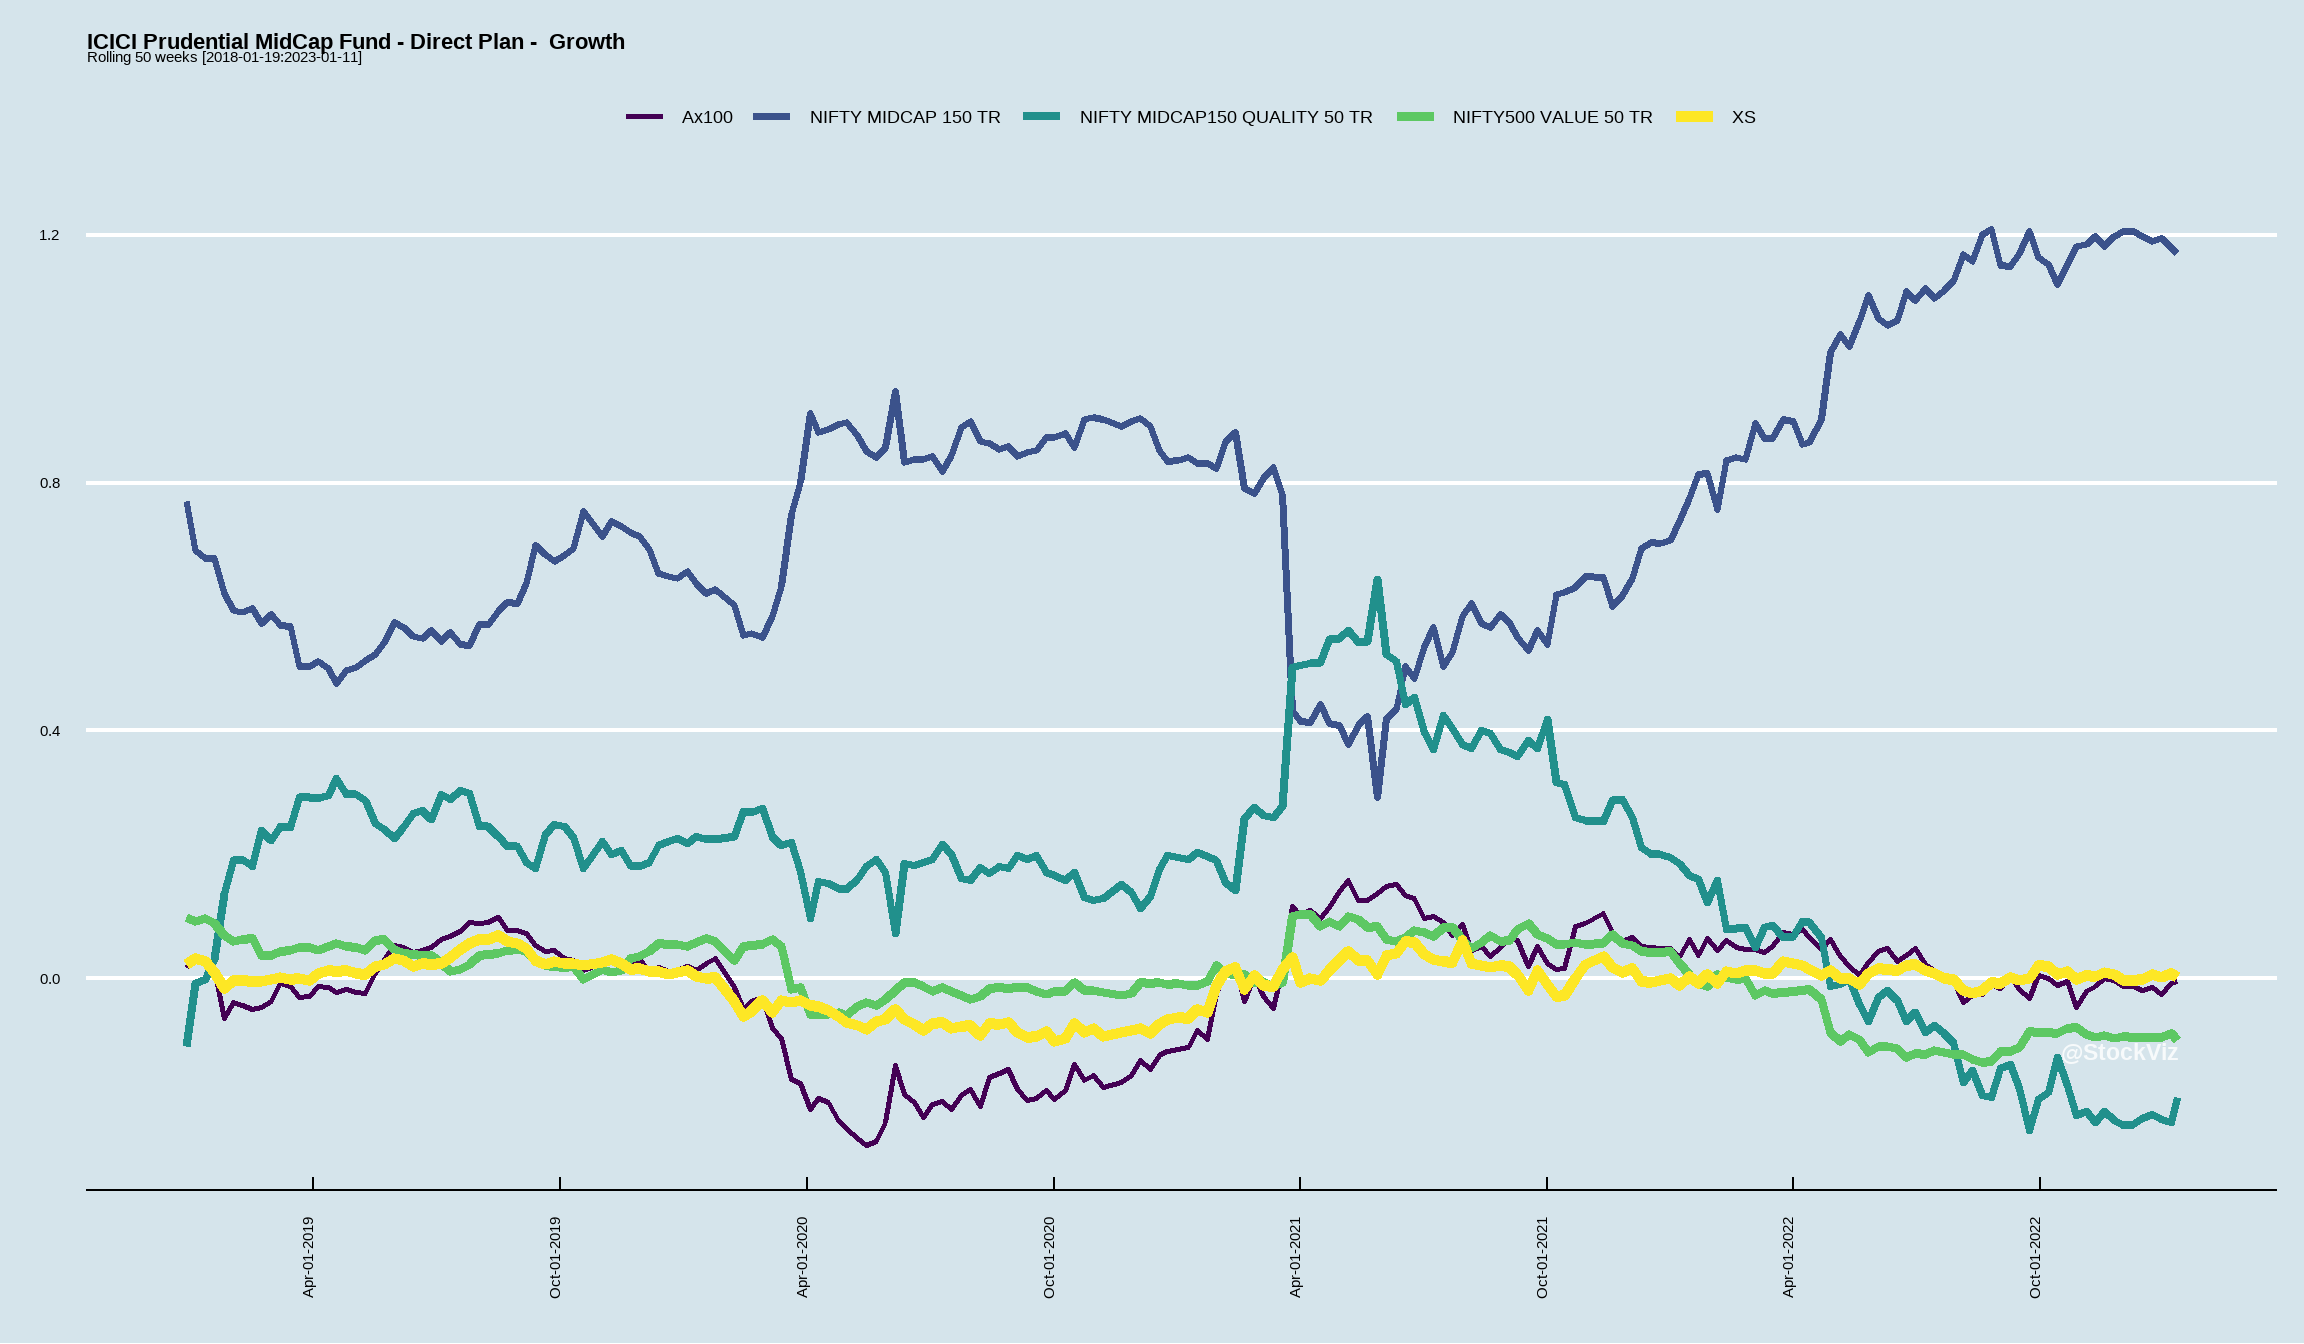 ICICI Prudential MidCap Fund - Direct Plan -  Growth
Rolling 50 weeks [2018-01-19:2023-01-11]
Ax100 NIFTY MIDCAP 150 TR NIFTY MIDCAP150 QUALITY 50 TR NIFTY500 VALUE 50 TR XS
1.2
0.8
0.4
0.0
@StockViz
Apr-01-2019 Oct-01-2019 Apr-01-2020 Oct-01-2020 Apr-01-2021 Oct-01-2021 Apr-01-2022 Oct-01-2022